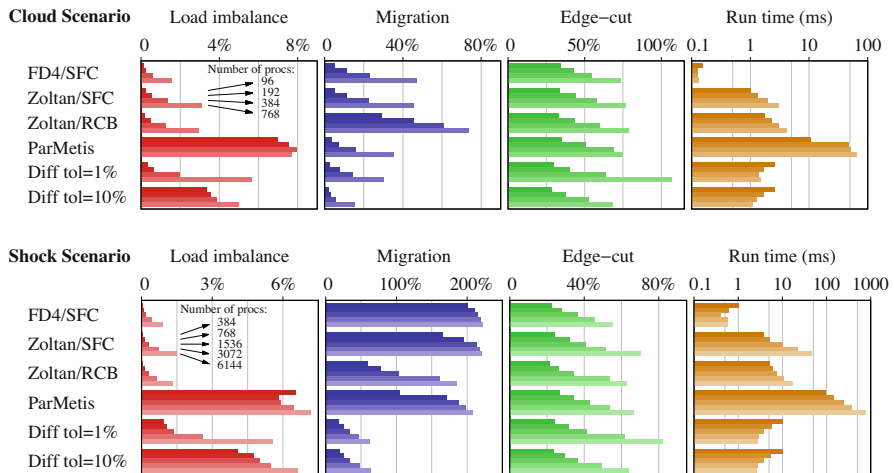 Cloud Scenario Load imbalance Migration Edge−cut Run time (ms)
0 4% 8% 0 40% 80% 0 50% 100% 0.1 1 10 100
FD4/SFC
Number of procs:
96
Zoltan/SFC
192
384
768
Zoltan/RCB
ParMetis
Diff tol=1%
Diff tol=10%
Shock Scenario Load imbalance Migration Edge−cut Run time (ms)
0 3% 6% 0 100% 200% 0 40% 80% 0.1 1 10 100 1000
FD4/SFC
Number of procs:
384
768
Zoltan/SFC
1536
3072
6144
Zoltan/RCB
ParMetis
Diff tol=1%
Diff tol=10%